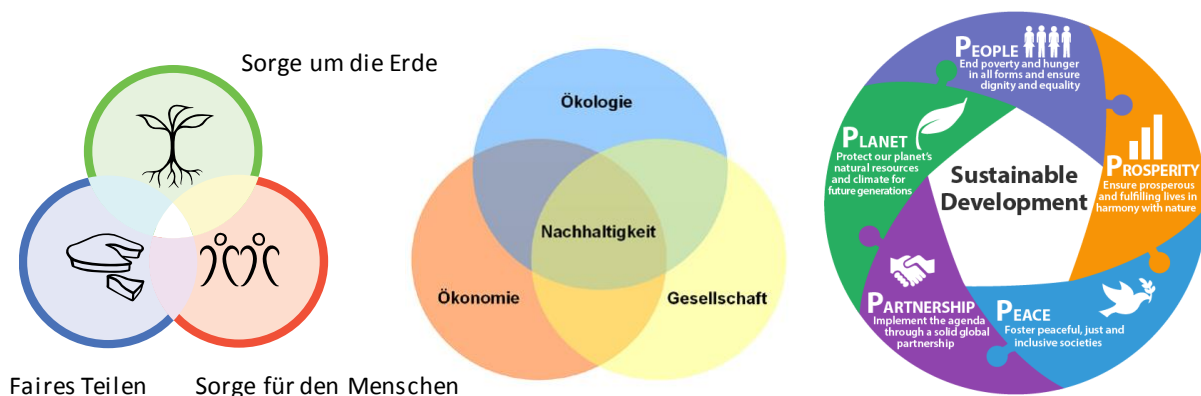 Sorge um die Erde
Faires Teilen
Sorge für den Menschen
Ökologie
Nachhaltigkeit
Ökonomie
Gesellschaft
PEOPLE
End poverty and hunger
in all forms and ensure
dignity and equality
PLANET
Protect our planet's
natural resources
and climate for
future generations
PROSPERITY
Ensure prosperous
and fulfilling lives in
harmony with nature
Sustainable
Development
PARTNERSHIP
Implement the agenda
through a solid global
partnership
PEACE
Foster peaceful, just and
inclusive societies